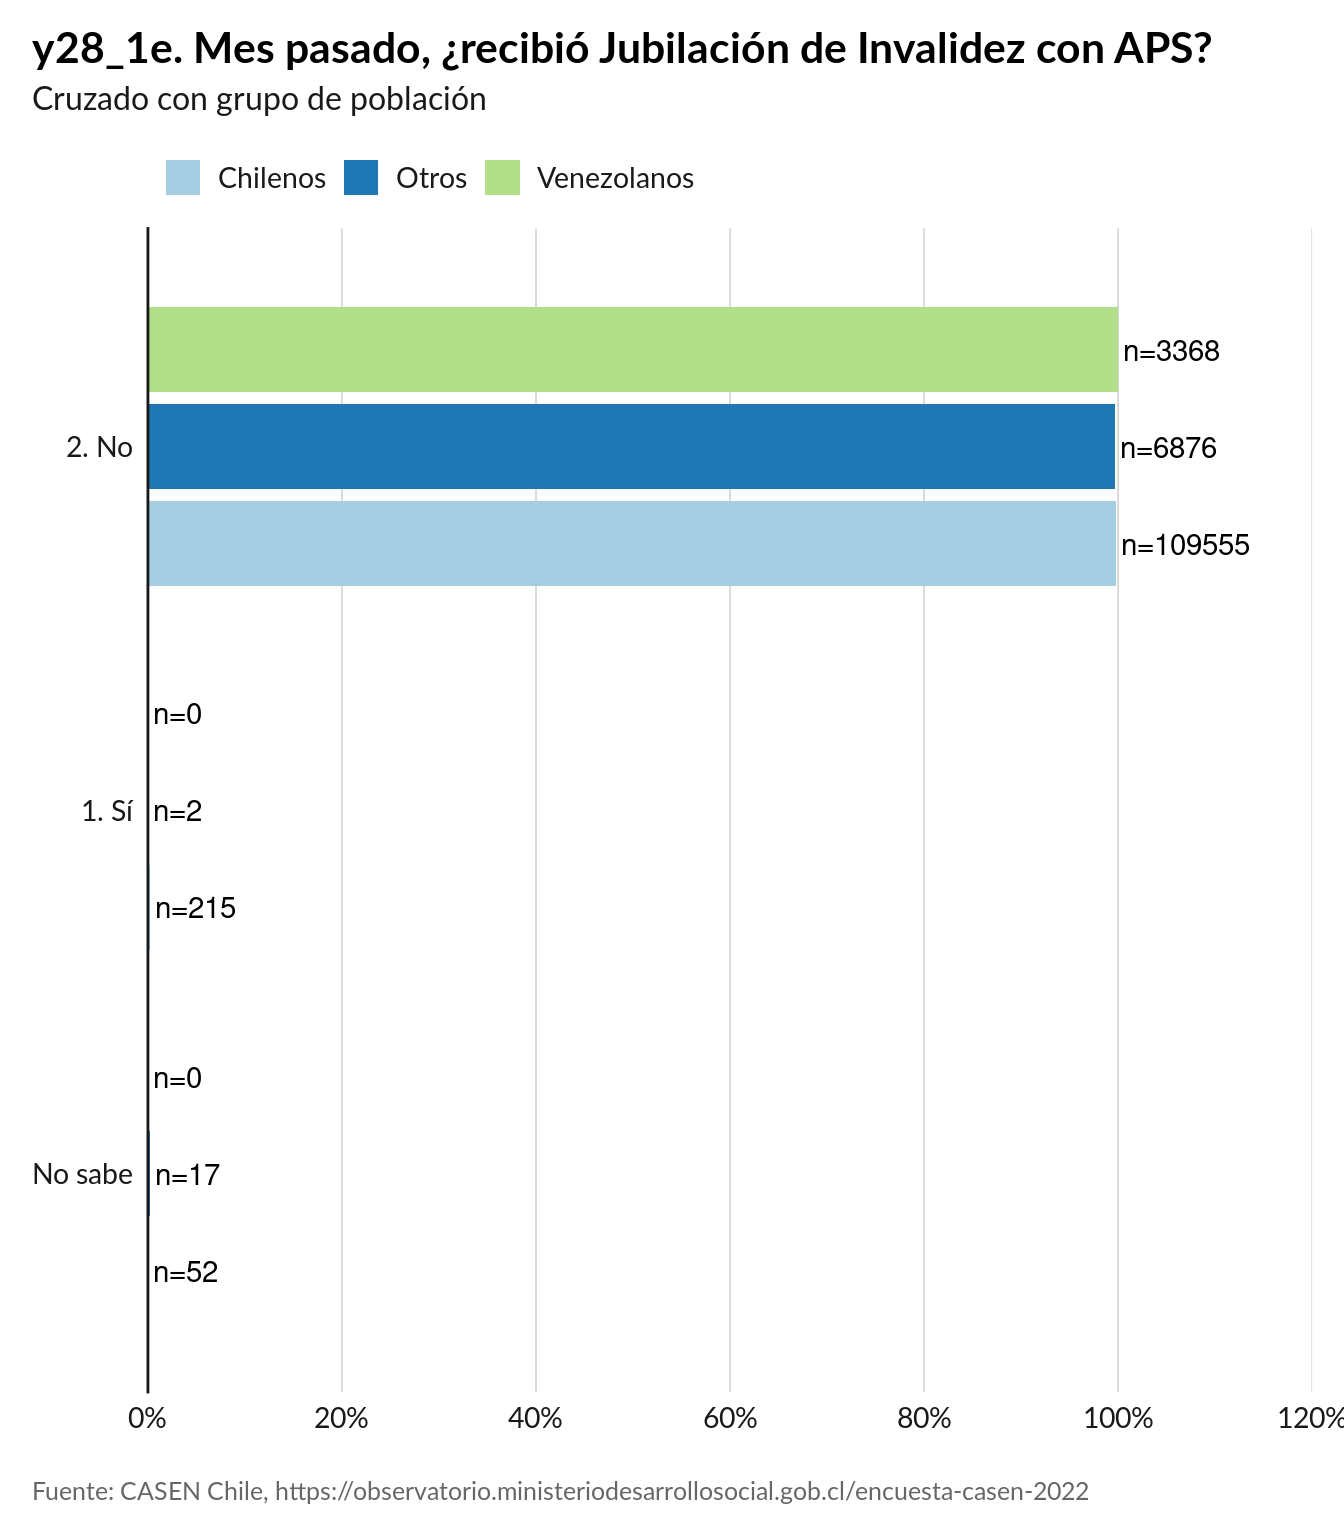 y28_1e. Mes pasado, ¿recibió Jubilación de Invalidez con APS?
Cruzado con grupo de población
Chilenos Otros Venezolanos
n=3368
2. No n=6876
n=109555
n=0
1. Sí n=2
n=215
n=0
No sabe n=17
n=52
0% 20% 40% 60% 80% 100% 120%
Fuente: CASEN Chile, https://observatorio.ministeriodesarrollosocial.gob.cl/encuesta-casen-2022